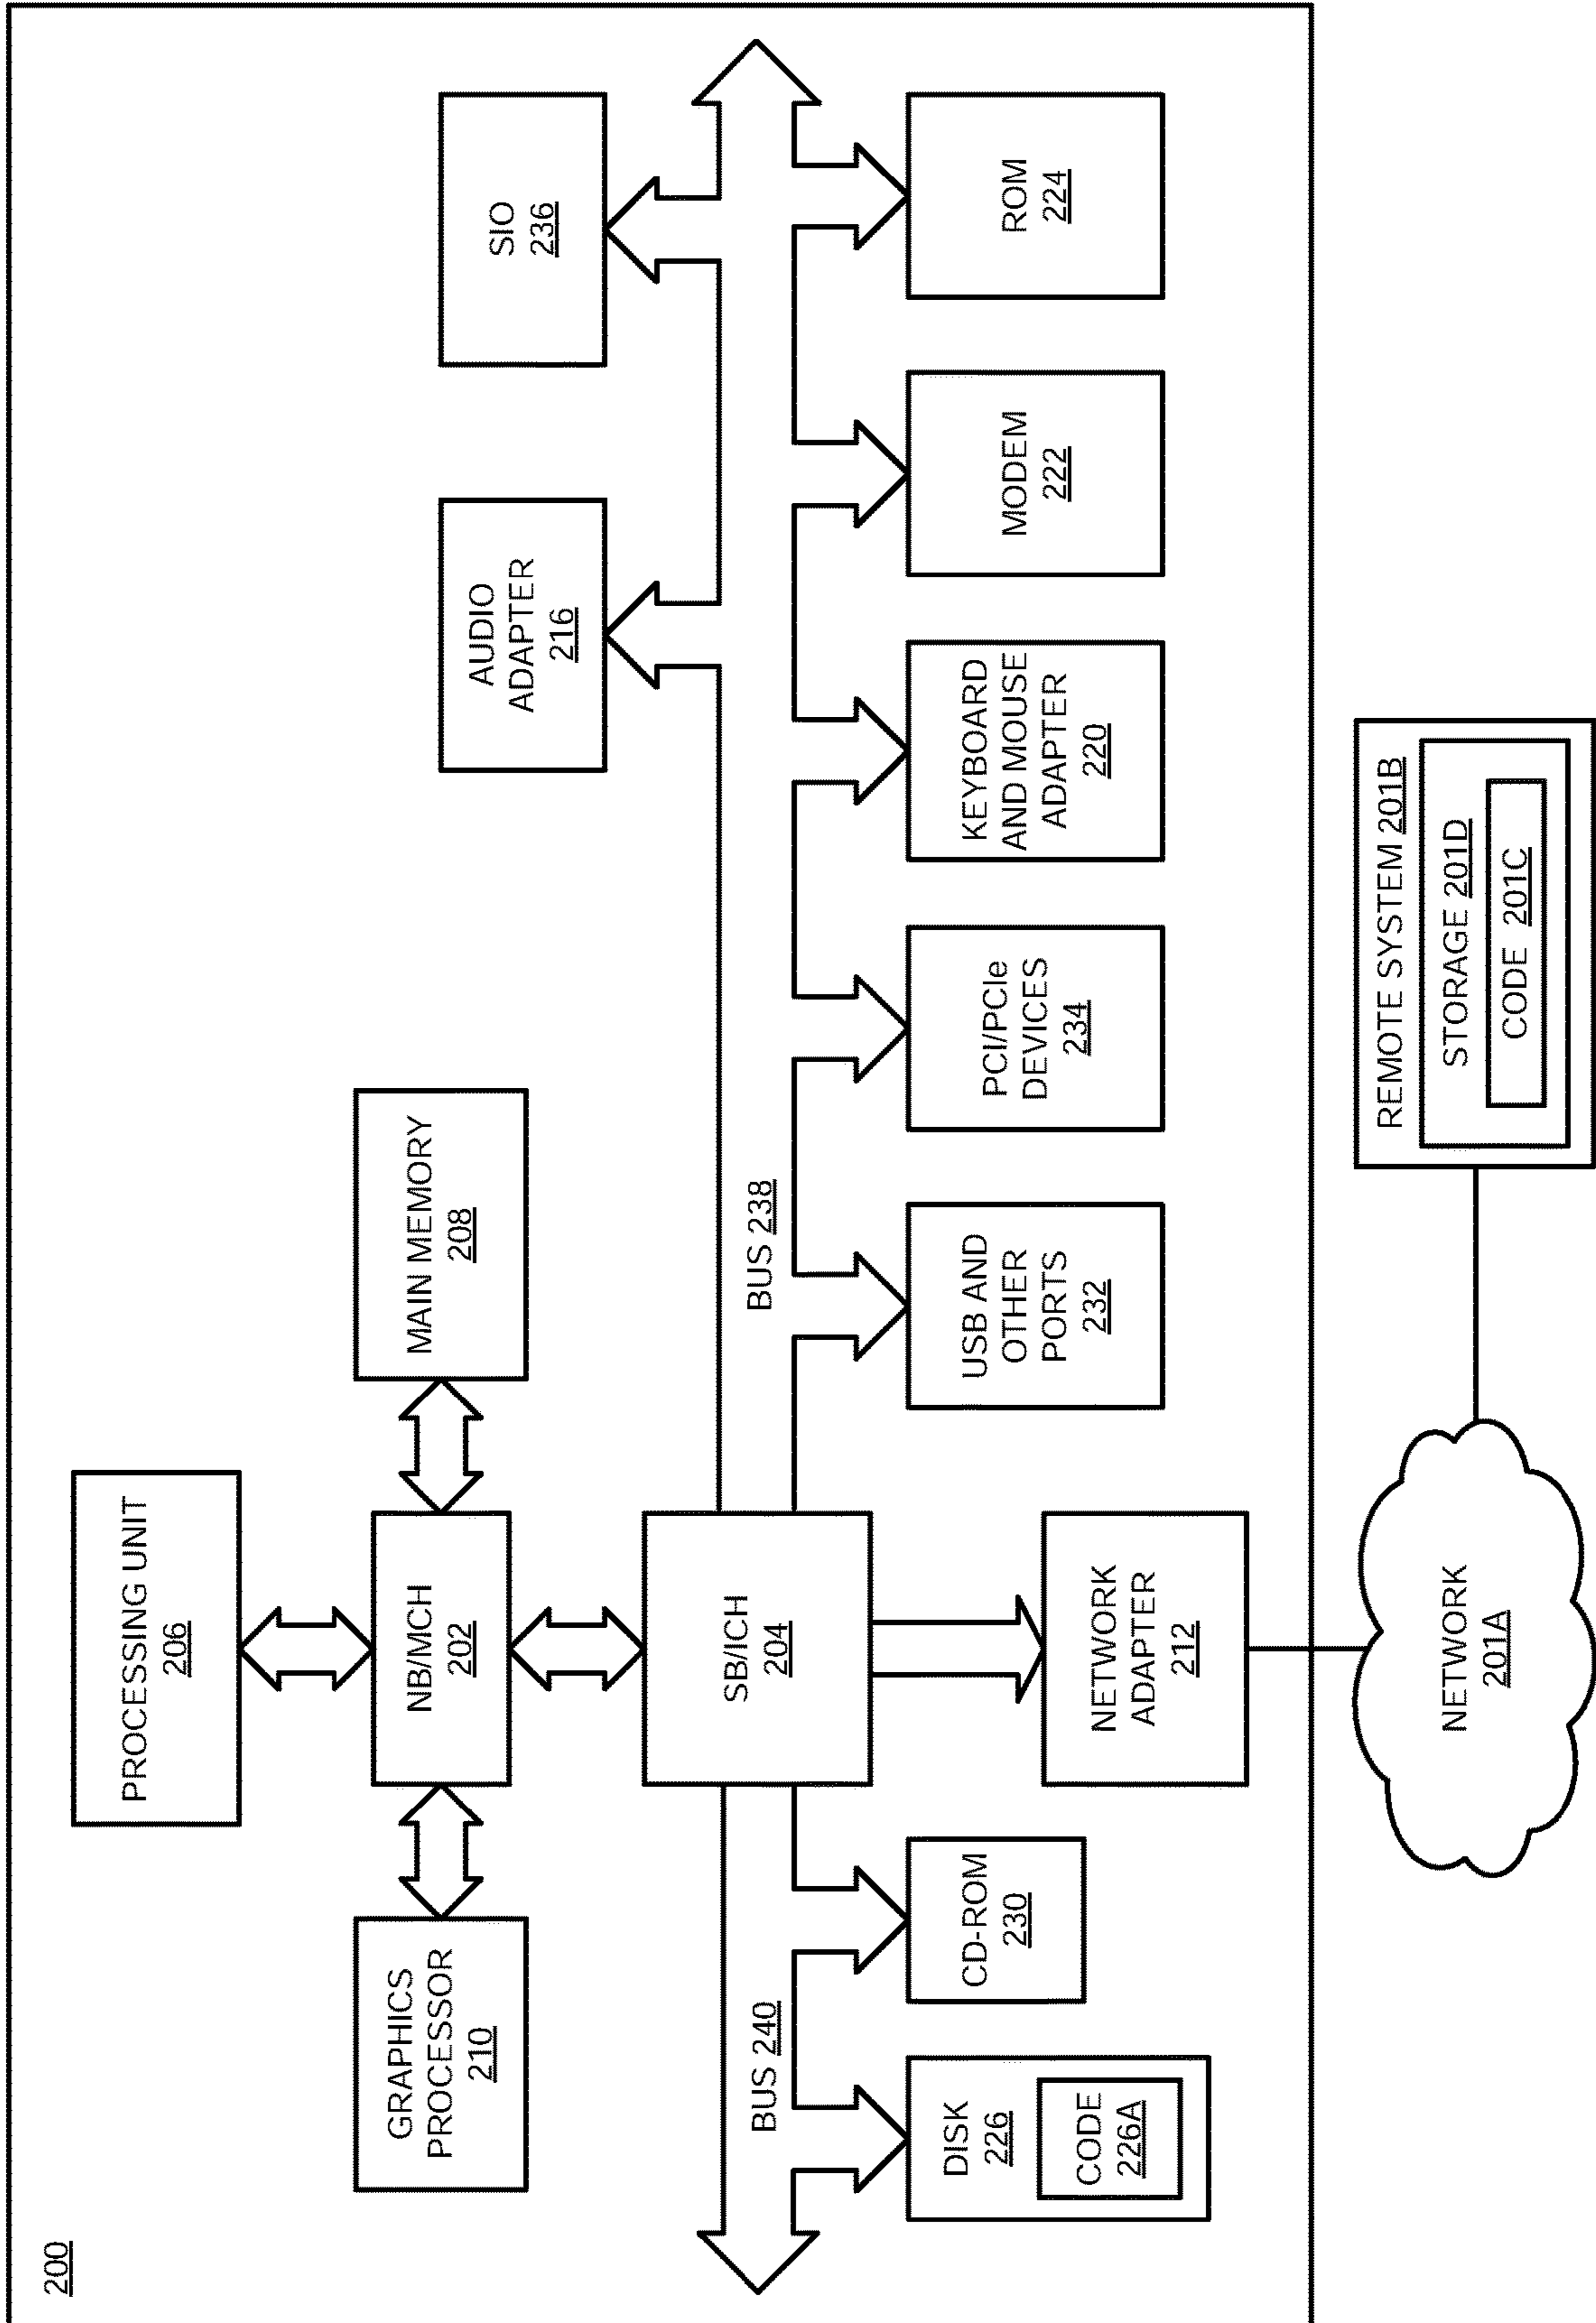 200
PROCESSING UNIT
206
GRAPHICS
PROCESSOR
210
NB/MCH
202
MAIN MEMORY
208
AUDIO
ADAPTER
216
SIO
236
SB/ICH
204
BUS 240
BUS 238
DISK
226
CODE
226A
CD-ROM
230
NETWORK
ADAPTER
212
USB AND
OTHER
PORTS
232
PCI/PCIe
DEVICES
234
KEYBOARD
AND MOUSE
ADAPTER
220
MODEM
222
ROM
224
NETWORK
201A
REMOTE SYSTEM 201B
STORAGE 201D
CODE 201C